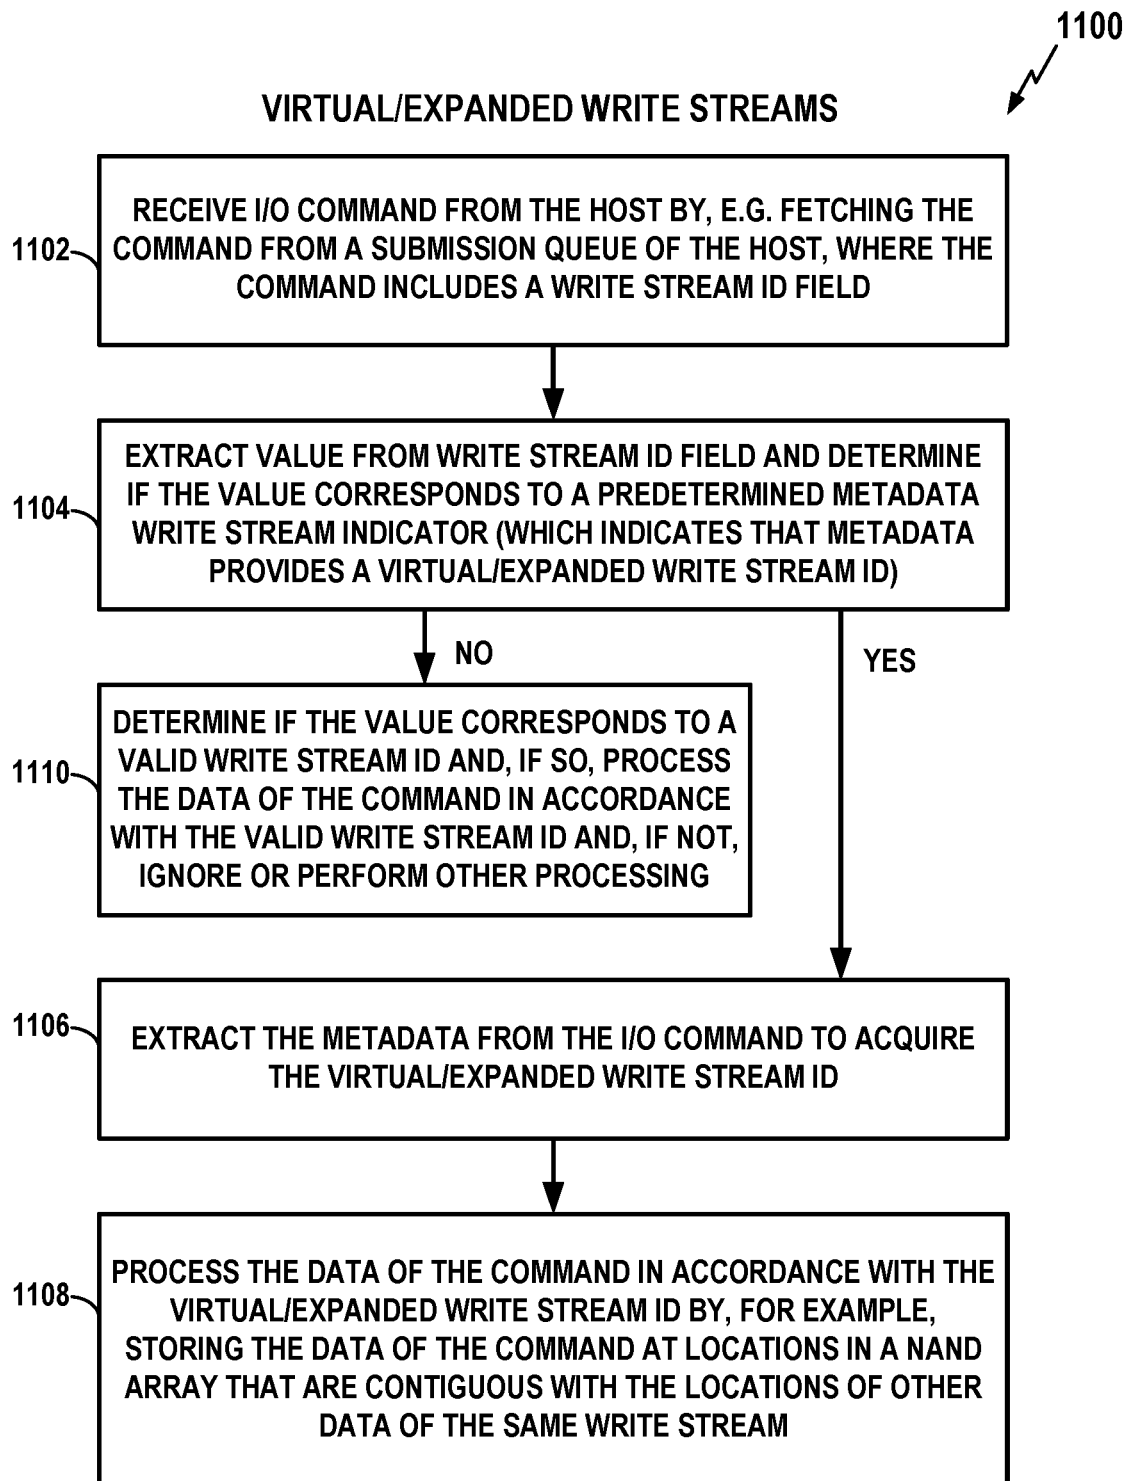 1100
VIRTUAL/EXPANDED WRITE STREAMS
1102
RECEIVE I/O COMMAND FROM THE HOST BY, E.G. FETCHING THE
COMMAND FROM A SUBMISSION QUEUE OF THE HOST, WHERE THE
COMMAND INCLUDES A WRITE STREAM ID FIELD
1104
EXTRACT VALUE FROM WRITE STREAM ID FIELD AND DETERMINE
IF THE VALUE CORRESPONDS TO A PREDETERMINED METADATA
WRITE STREAM INDICATOR (WHICH INDICATES THAT METADATA
PROVIDES A VIRTUAL/EXPANDED WRITE STREAM ID)
NO
YES
1110
DETERMINE IF THE VALUE CORRESPONDS TO A
VALID WRITE STREAM ID AND, IF SO, PROCESS
THE DATA OF THE COMMAND IN ACCORDANCE
WITH THE VALID WRITE STREAM ID AND, IF NOT,
IGNORE OR PERFORM OTHER PROCESSING
1106
EXTRACT THE METADATA FROM THE I/O COMMAND TO ACQUIRE
THE VIRTUAL/EXPANDED WRITE STREAM ID
1108
PROCESS THE DATA OF THE COMMAND IN ACCORDANCE WITH THE
VIRTUAL/EXPANDED WRITE STREAM ID BY, FOR EXAMPLE,
STORING THE DATA OF THE COMMAND AT LOCATIONS IN A NAND
ARRAY THAT ARE CONTIGUOUS WITH THE LOCATIONS OF OTHER
DATA OF THE SAME WRITE STREAM